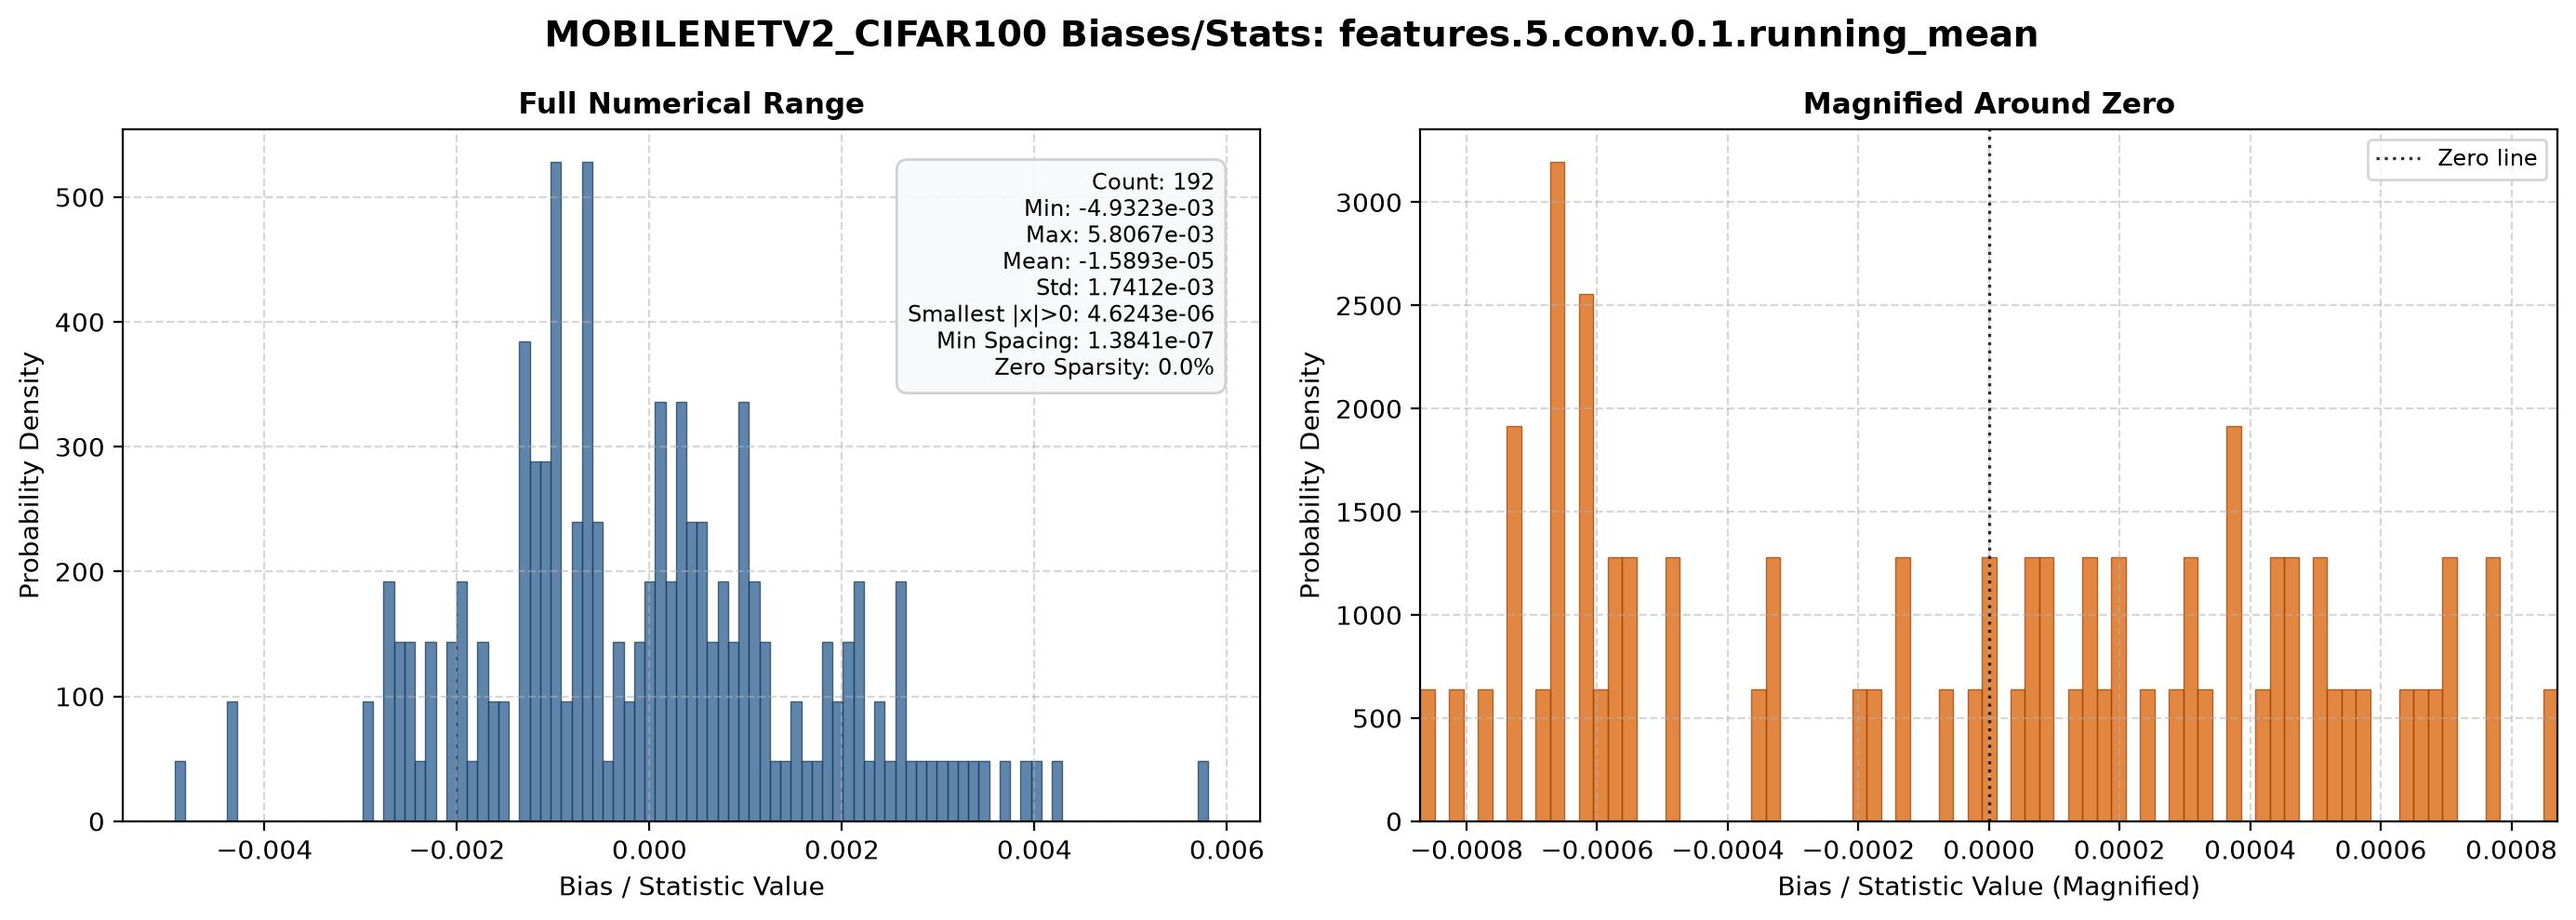 MOBILENETV2_CIFAR100 Biases/Stats: features.5.conv.0.1.running_mean
Full Numerical Range
Probability Density
500
400
300
200
100
0
Count: 192
Min: -4.9323e-03
Max: 5.8067e-03
Mean: -1.5893e-05
Std: 1.7412e-03
Smallest |x|>0: 4.6243e-06
Min Spacing: 1.3841e-07
Zero Sparsity: 0.0%
−0.004 −0.002 0.000 0.002 0.004 0.006
Bias / Statistic Value
Magnified Around Zero
Probability Density
3000
2500
2000
1500
1000
500
0
Zero line
−0.0008 −0.0006 −0.0004 −0.0002 0.0000 0.0002 0.0004 0.0006 0.0008
Bias / Statistic Value (Magnified)